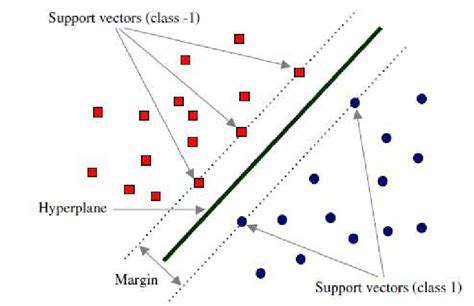 Support vectors (class -1)
Hyperplane
Margin
Support vectors (class 1)